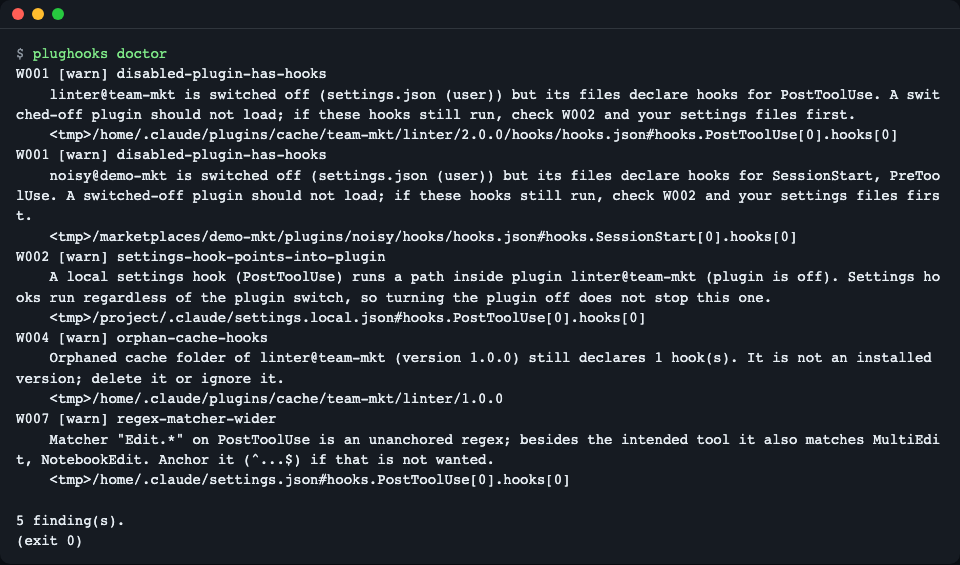 $ plughooks doctor
W001 [warn] disabled-plugin-has-hooks
linter@team-mkt is switched off (settings.json (user)) but its files declare hooks for PostToolUse. A swit
ched-off plugin should not load; if these hooks still run, check W002 and your settings files first.
<tmp>/home/.claude/plugins/cache/team-mkt/linter/2.0.0/hooks/hooks.json#hooks.PostToolUse[0].hooks[0]
W001 [warn] disabled-plugin-has-hooks
noisy@demo-mkt is switched off (settings.json (user)) but its files declare hooks for SessionStart, PreToo
lUse. A switched-off plugin should not load; if these hooks still run, check W002 and your settings files firs
t.
<tmp>/marketplaces/demo-mkt/plugins/noisy/hooks/hooks.json#hooks.SessionStart[0].hooks[0]
W002 [warn] settings-hook-points-into-plugin
A local settings hook (PostToolUse) runs a path inside plugin linter@team-mkt (plugin is off). Settings ho
oks run regardless of the plugin switch, so turning the plugin off does not stop this one.
<tmp>/project/.claude/settings.local.json#hooks.PostToolUse[0].hooks[0]
W004 [warn] orphan-cache-hooks
Orphaned cache folder of linter@team-mkt (version 1.0.0) still declares 1 hook(s). It is not an installed
version; delete it or ignore it.
<tmp>/home/.claude/plugins/cache/team-mkt/linter/1.0.0
W007 [warn] regex-matcher-wider
Matcher "Edit.*" on PostToolUse is an unanchored regex; besides the intended tool it also matches MultiEdi
t, NotebookEdit. Anchor it (^...$) if that is not wanted.
<tmp>/home/.claude/settings.json#hooks.PostToolUse[0].hooks[0]
5 finding(s).
(exit 0)